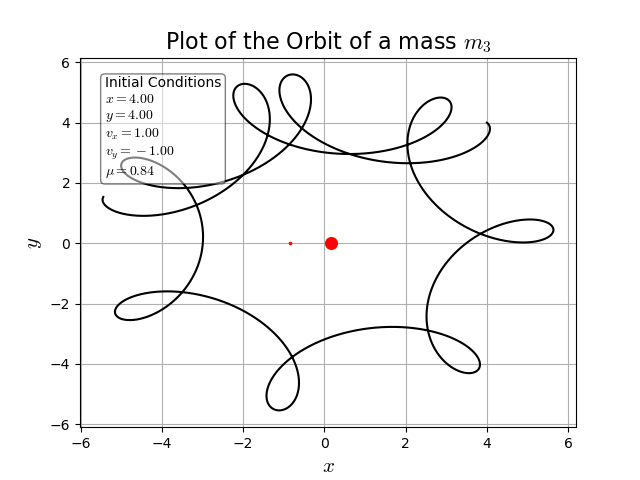 Plot of the Orbit of a mass m₃
Initial Conditions
x = 4.00
y = 4.00
vₓ = 1.00
v_y = −1.00
μ = 0.84
6
4
2
0
−2
−4
−6
y
−6 −4 −2 0 2 4 6
x